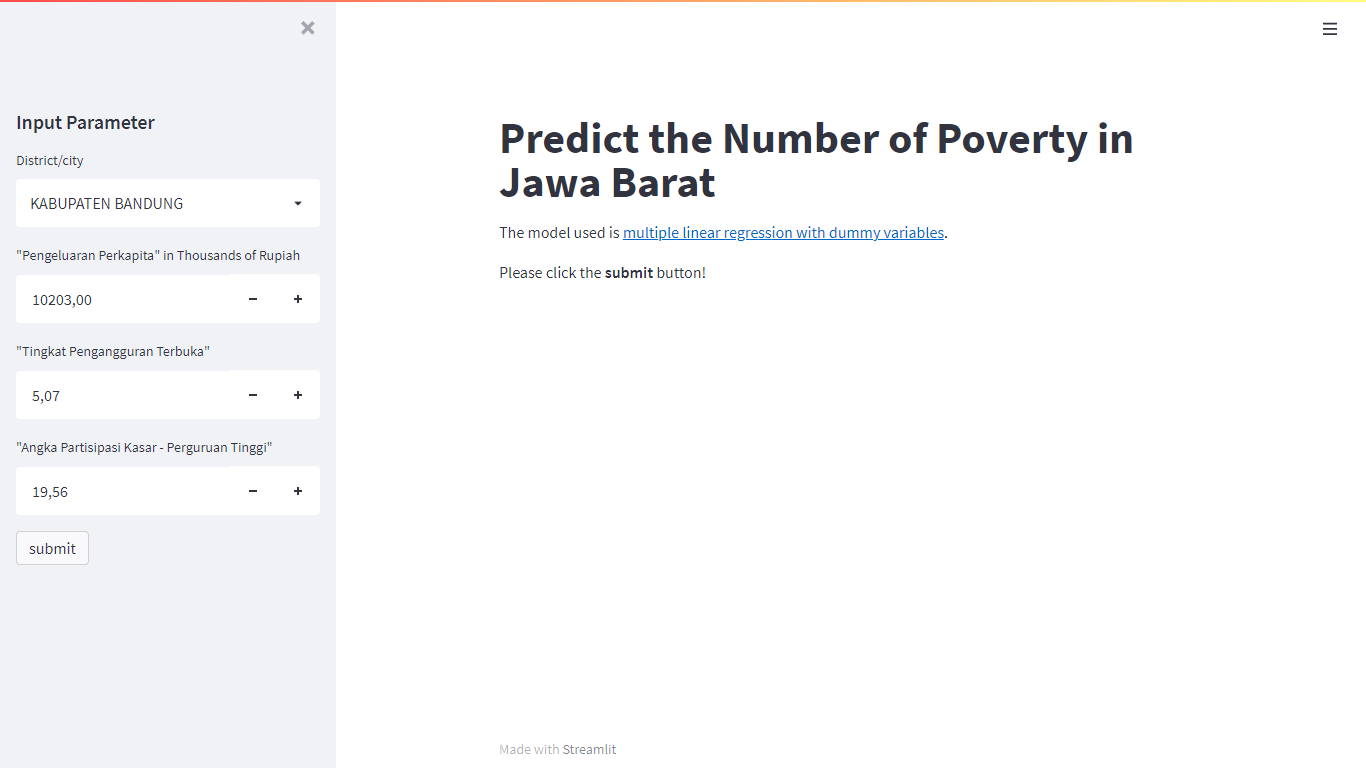 Input Parameter
District/city
KABUPATEN BANDUNG
"Pengeluaran Perkapita" in Thousands of Rupiah
10203,00
"Tingkat Pengangguran Terbuka"
5,07
"Angka Partisipasi Kasar - Perguruan Tinggi"
19,56
submit
Predict the Number of Poverty in
Jawa Barat
The model used is multiple linear regression with dummy variables.
Please click the submit button!
Made with Streamlit